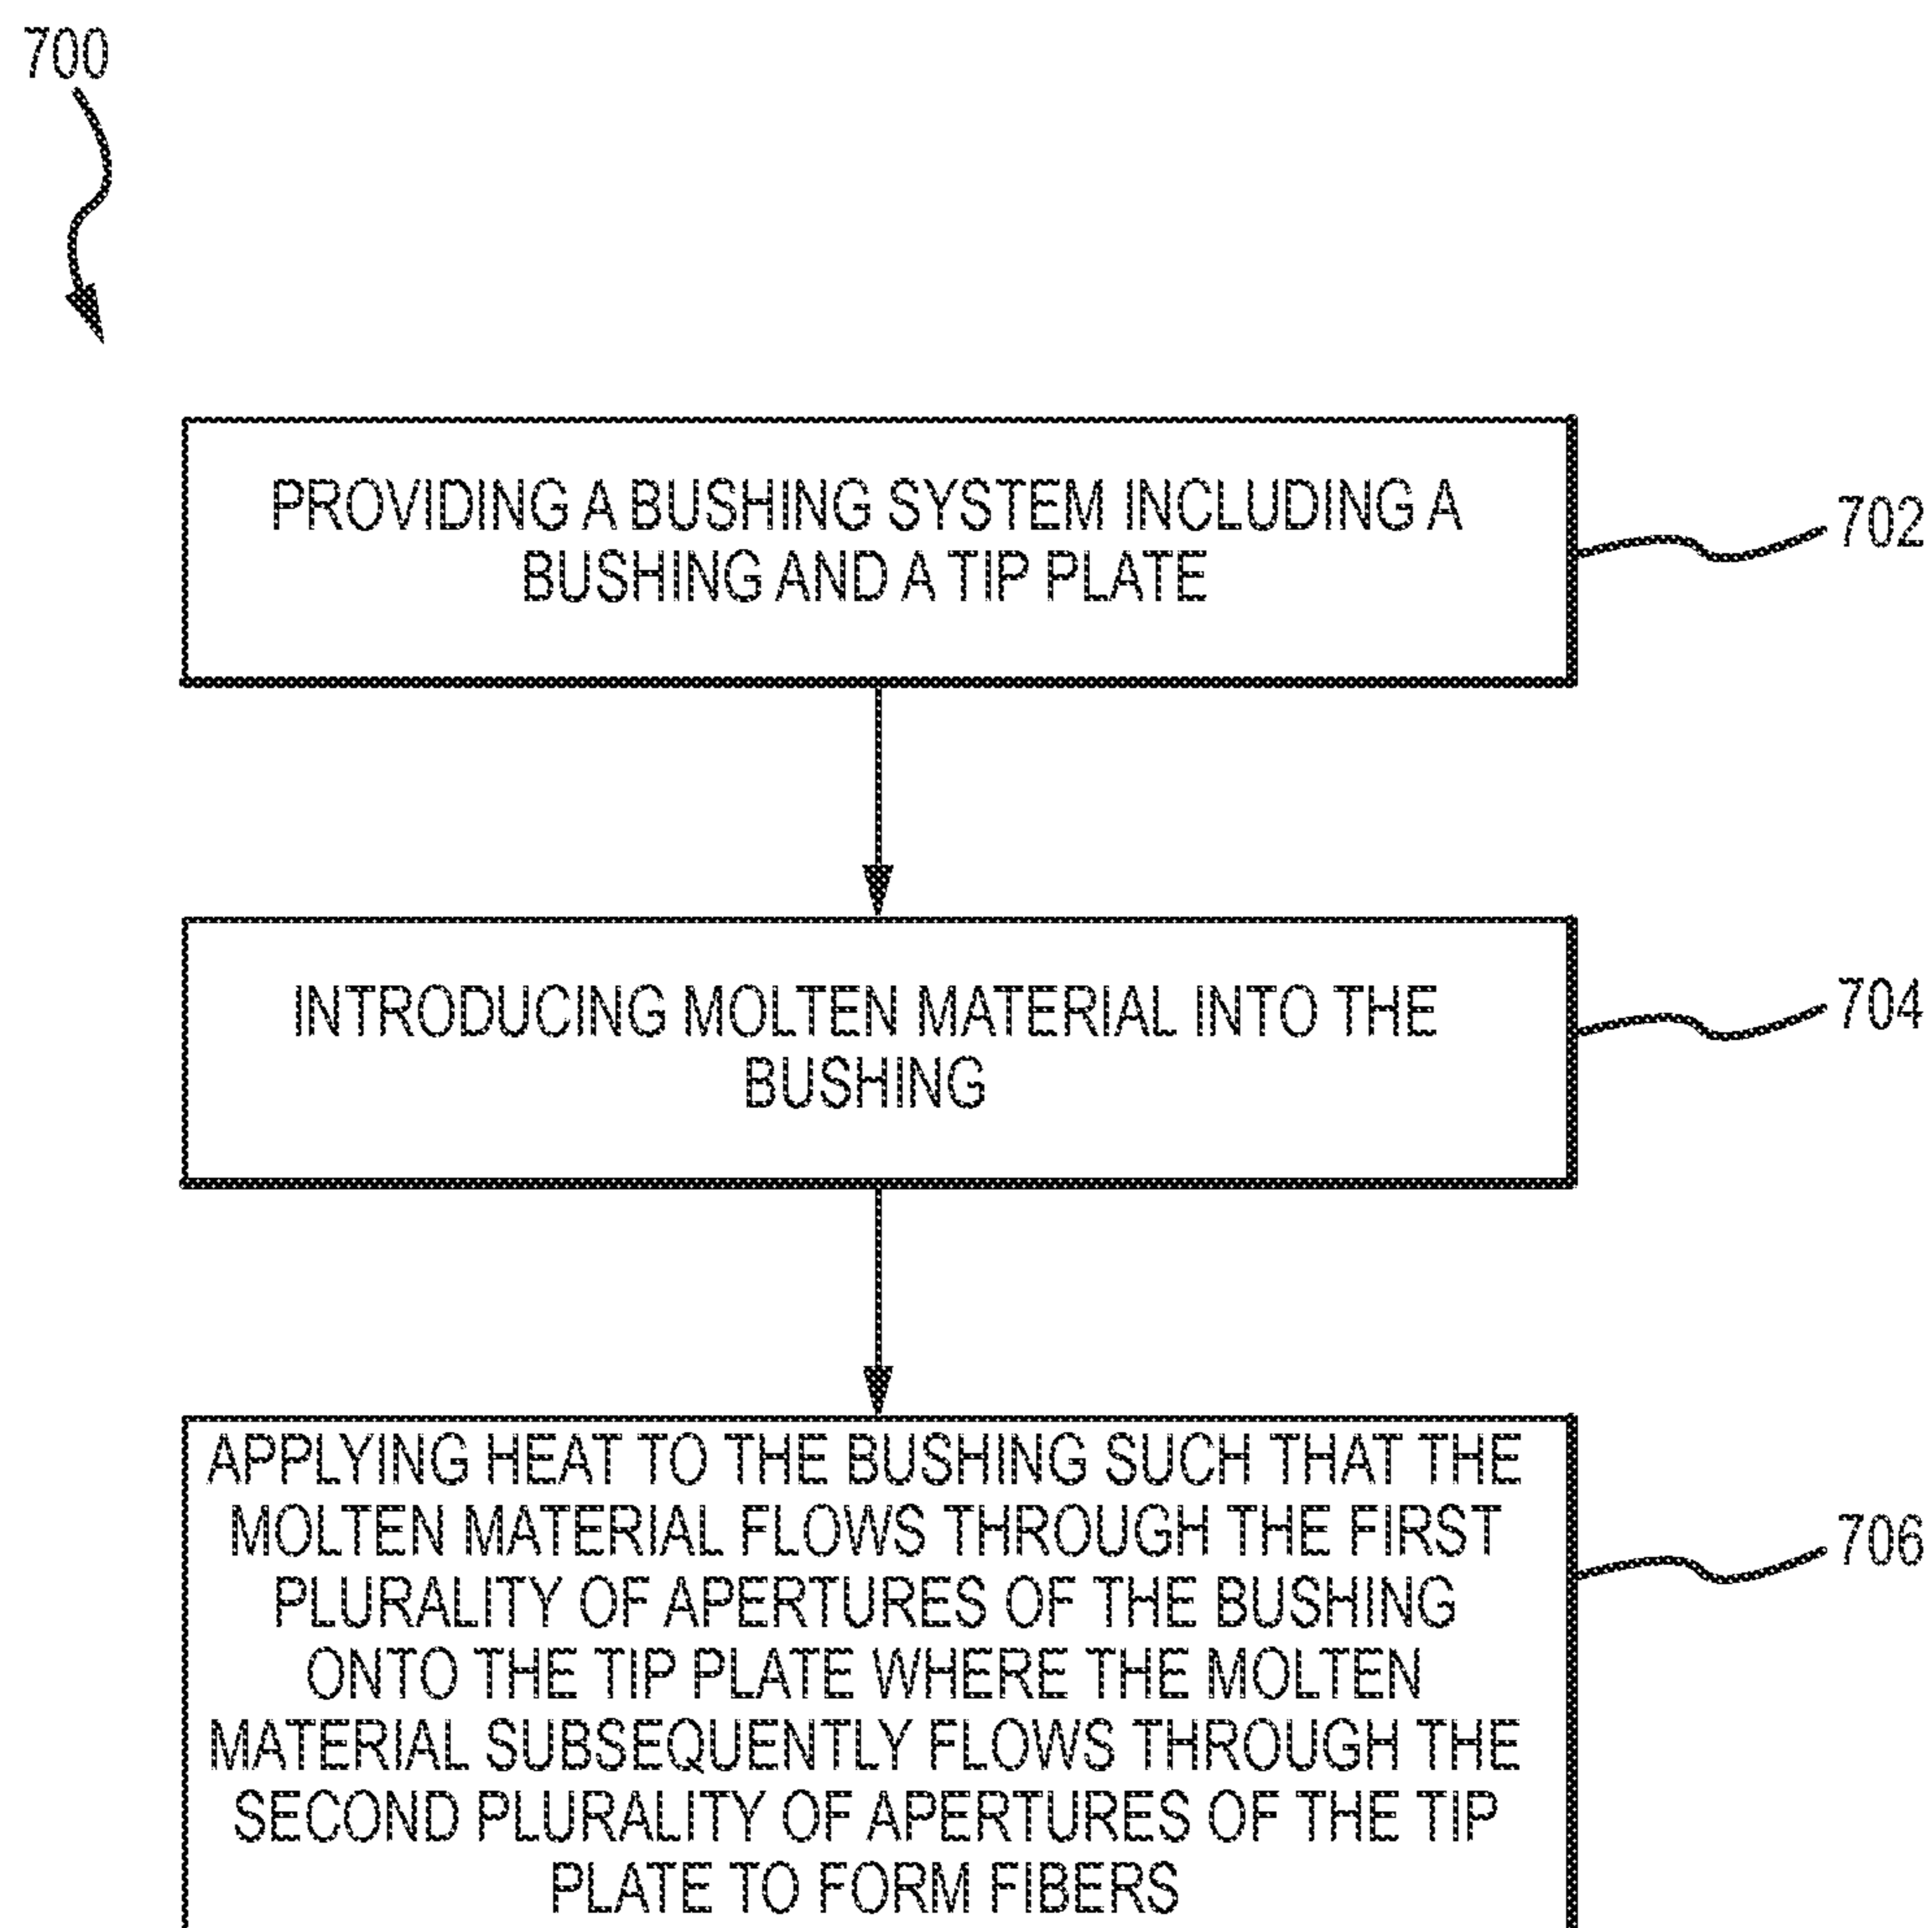 700
PROVIDING A BUSHING SYSTEM INCLUDING A
BUSHING AND A TIP PLATE
702
INTRODUCING MOLTEN MATERIAL INTO THE
BUSHING
704
APPLYING HEAT TO THE BUSHING SUCH THAT THE
MOLTEN MATERIAL FLOWS THROUGH THE FIRST
PLURALITY OF APERTURES OF THE BUSHING
ONTO THE TIP PLATE WHERE THE MOLTEN
MATERIAL SUBSEQUENTLY FLOWS THROUGH THE
SECOND PLURALITY OF APERTURES OF THE TIP
PLATE TO FORM FIBERS
706